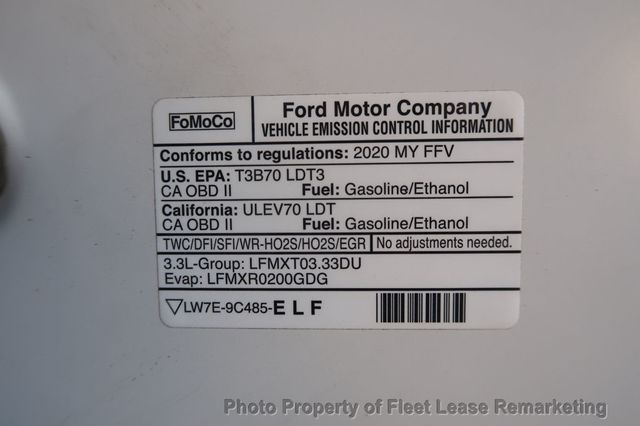 FoMoCo
Ford Motor Company
VEHICLE EMISSION CONTROL INFORMATION
Conforms to regulations: 2020 MY FFV
U.S. EPA: T3B70 LDT3
CA OBD II Fuel: Gasoline/Ethanol
California: ULEV70 LDT
CA OBD II Fuel: Gasoline/Ethanol
TWC/DFI/SFI/WR-HO2S/HO2S/EGR No adjustments needed.
3.3L-Group: LFMXT03.33DU
Evap: LFMXR0200GDG
LW7E-9C485-ELF
Photo Property of Fleet Lease Remarketing